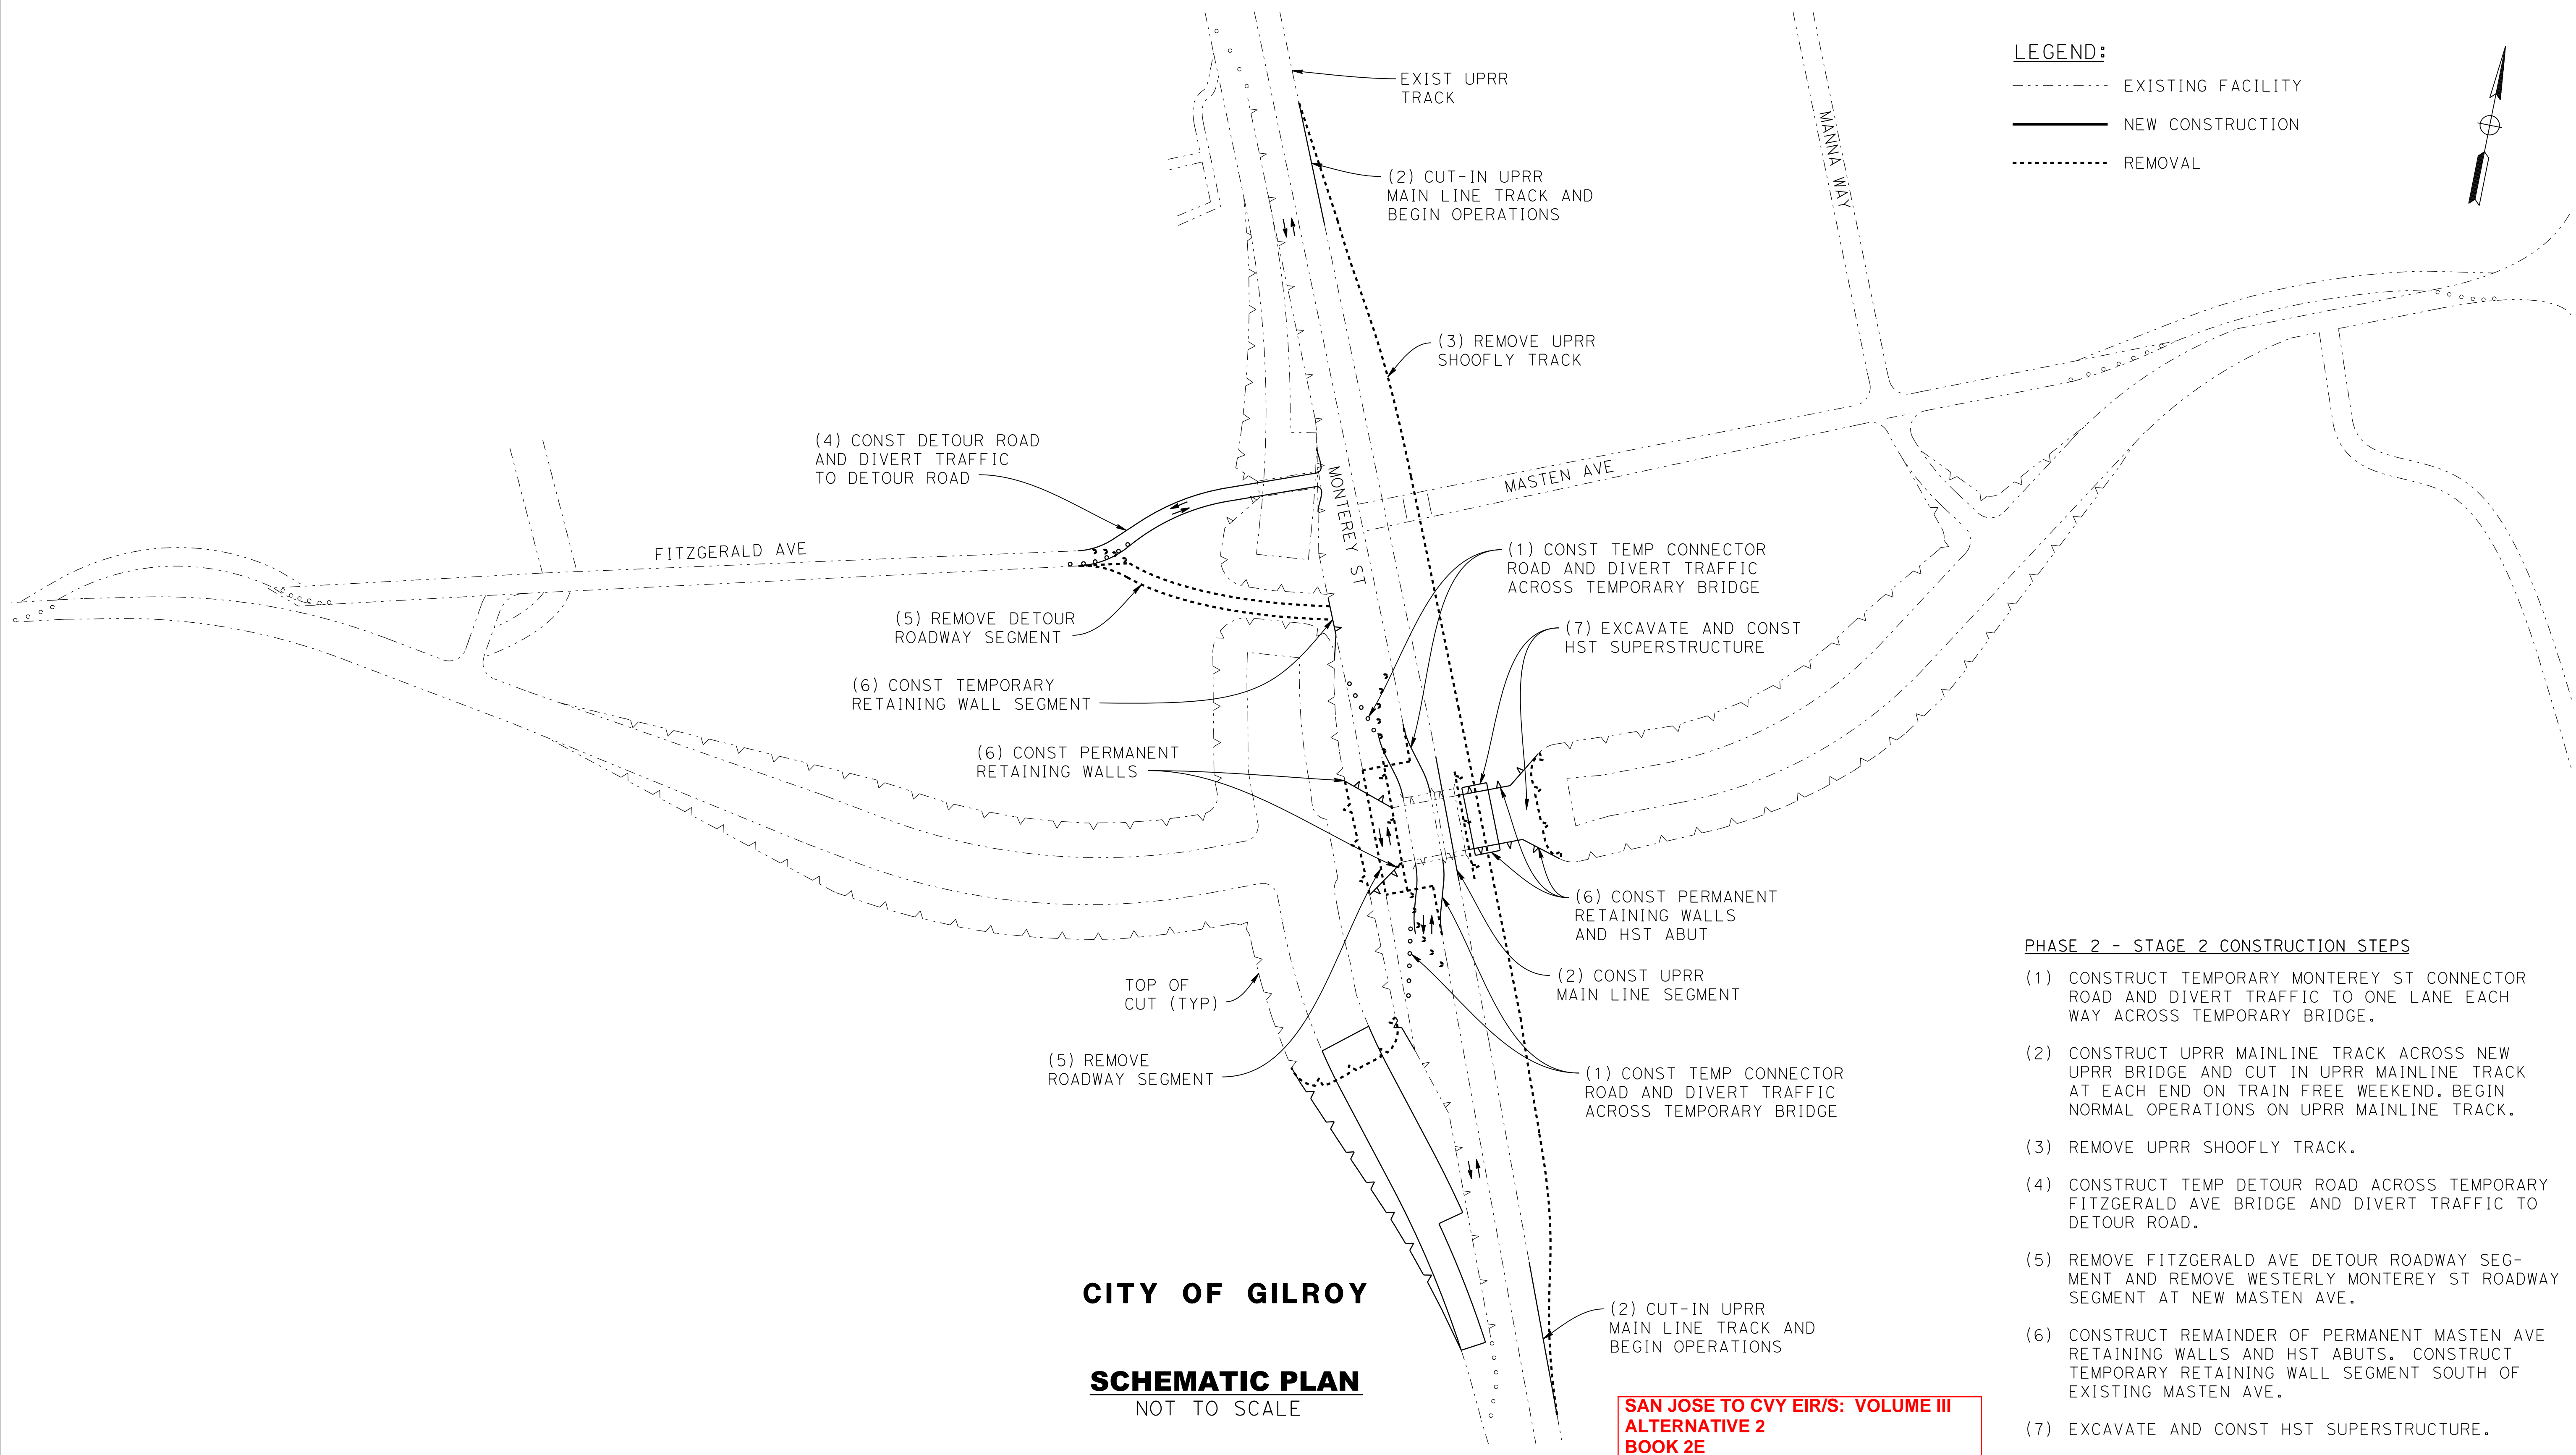 EXIST UPRR
TRACK
(2) CUT-IN UPRR
MAIN LINE TRACK AND
BEGIN OPERATIONS
MANNA WAY
LEGEND:
EXISTING FACILITY
NEW CONSTRUCTION
REMOVAL
(3) REMOVE UPRR
SHOOFLY TRACK
(4) CONST DETOUR ROAD
AND DIVERT TRAFFIC
TO DETOUR ROAD
MONTEREY ST
MASTEN AVE
FITZGERALD AVE
(1) CONST TEMP CONNECTOR
ROAD AND DIVERT TRAFFIC
ACROSS TEMPORARY BRIDGE
(5) REMOVE DETOUR
ROADWAY SEGMENT
(7) EXCAVATE AND CONST
HST SUPERSTRUCTURE
(6) CONST TEMPORARY
RETAINING WALL SEGMENT
(6) CONST PERMANENT
RETAINING WALLS
(6) CONST PERMANENT
RETAINING WALLS
AND HST ABUT
TOP OF
CUT (TYP)
(2) CONST UPRR
MAIN LINE SEGMENT
(5) REMOVE
ROADWAY SEGMENT
(1) CONST TEMP CONNECTOR
ROAD AND DIVERT TRAFFIC
ACROSS TEMPORARY BRIDGE
(2) CUT-IN UPRR
MAIN LINE TRACK AND
BEGIN OPERATIONS
CITY OF GILROY
SCHEMATIC PLAN
NOT TO SCALE
PHASE 2 - STAGE 2 CONSTRUCTION STEPS
(1) CONSTRUCT TEMPORARY MONTEREY ST CONNECTOR
ROAD AND DIVERT TRAFFIC TO ONE LANE EACH
WAY ACROSS TEMPORARY BRIDGE.
(2) CONSTRUCT UPRR MAINLINE TRACK ACROSS NEW
UPRR BRIDGE AND CUT IN UPRR MAINLINE TRACK
AT EACH END ON TRAIN FREE WEEKEND. BEGIN
NORMAL OPERATIONS ON UPRR MAINLINE TRACK.
(3) REMOVE UPRR SHOOFLY TRACK.
(4) CONSTRUCT TEMP DETOUR ROAD ACROSS TEMPORARY
FITZGERALD AVE BRIDGE AND DIVERT TRAFFIC TO
DETOUR ROAD.
(5) REMOVE FITZGERALD AVE DETOUR ROADWAY SEG-
MENT AND REMOVE WESTERLY MONTEREY ST ROADWAY
SEGMENT AT NEW MASTEN AVE.
(6) CONSTRUCT REMAINDER OF PERMANENT MASTEN AVE
RETAINING WALLS AND HST ABUTS. CONSTRUCT
TEMPORARY RETAINING WALL SEGMENT SOUTH OF
EXISTING MASTEN AVE.
(7) EXCAVATE AND CONST HST SUPERSTRUCTURE.
SAN JOSE TO CVY EIR/S: VOLUME III
ALTERNATIVE 2
BOOK 2E